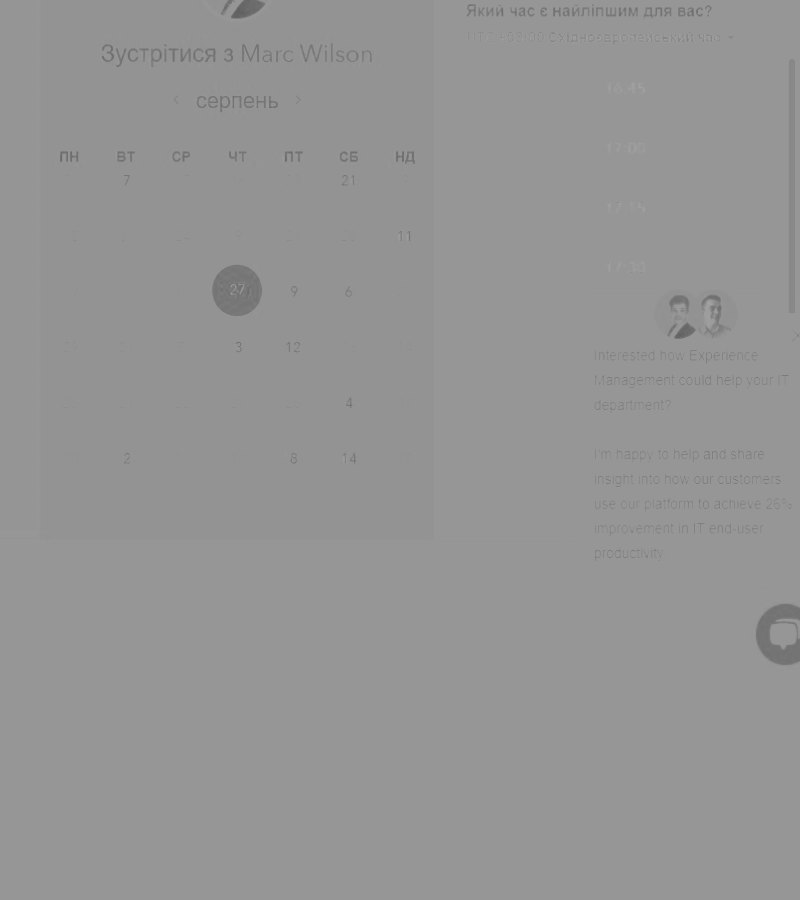 Зустрітися з Marc Wilson
серпень
ПН ВТ СР ЧТ ПТ СБ НД
7 21
11
27 9 6
3 12
4
2 8 14
Який час є найліпшим для вас?
UTC +03:00 Східноєвропейський час
16:45
17:00
17:15
17:30
Interested how Experience
Management could help your IT
department?
I'm happy to help and share
insight into how our customers
use our platform to achieve 26%
improvement in IT end-user
productivity.